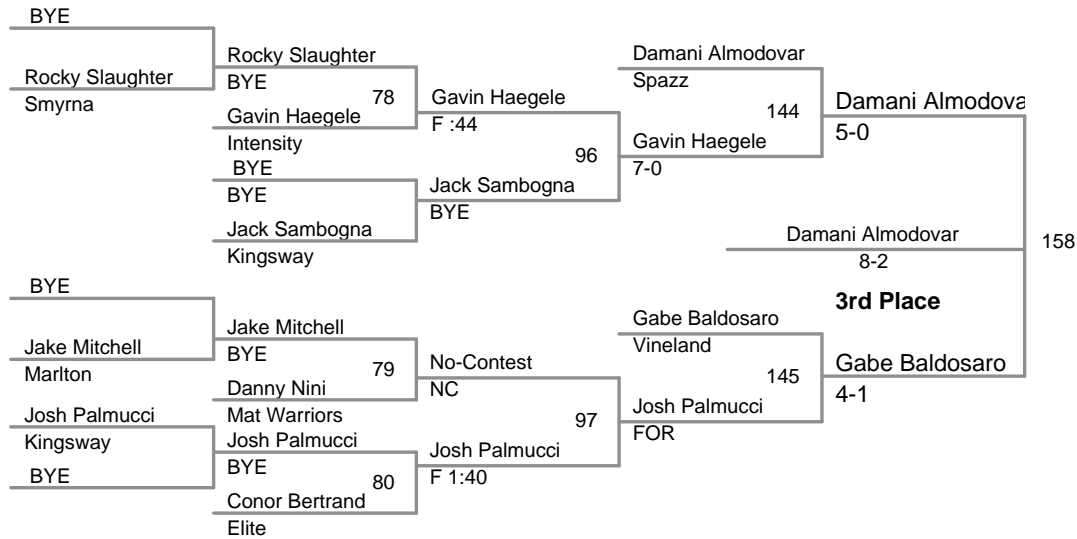 BYE
Rocky Slaughter
Smyrna
Rocky Slaughter
BYE
78
Gavin Haegele
Intensity
BYE
BYE
Jack Sambogna
Kingsway
Gavin Haegele
F :44
96
Jack Sambogna
BYE
Damani Almodovar
Spazz
144
Gavin Haegele
7-0
Damani Almodova
5-0
Damani Almodovar
8-2
158
3rd Place
BYE
Jake Mitchell
Marlton
Josh Palmucci
Kingsway
BYE
Jake Mitchell
BYE
79
Danny Nini
Mat Warriors
Josh Palmucci
BYE
80
Conor Bertrand
Elite
No-Contest
NC
97
Josh Palmucci
F 1:40
Gabe Baldosaro
Vineland
145
Josh Palmucci
FOR
Gabe Baldosaro
4-1